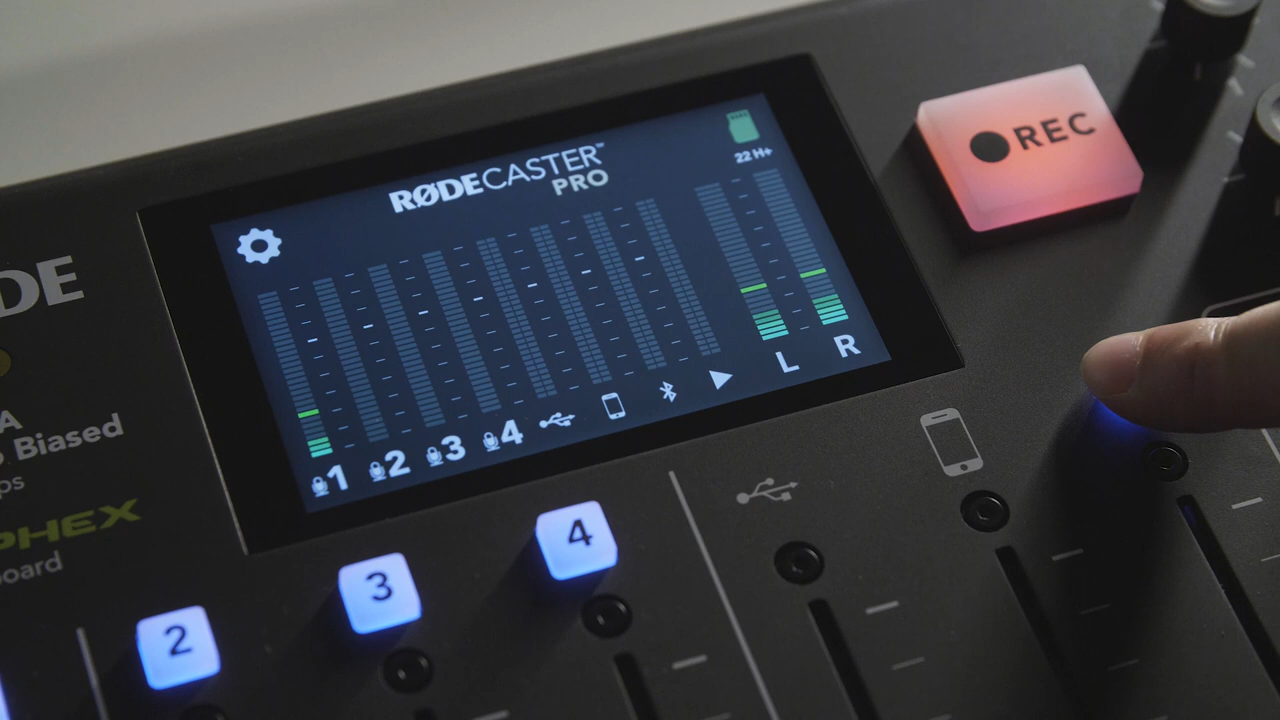 RØDECASTER™
PRO
22 H+
1 2 3 4
L R
REC
DE
A
Biased
ps
PHEX
oard
2
3
4